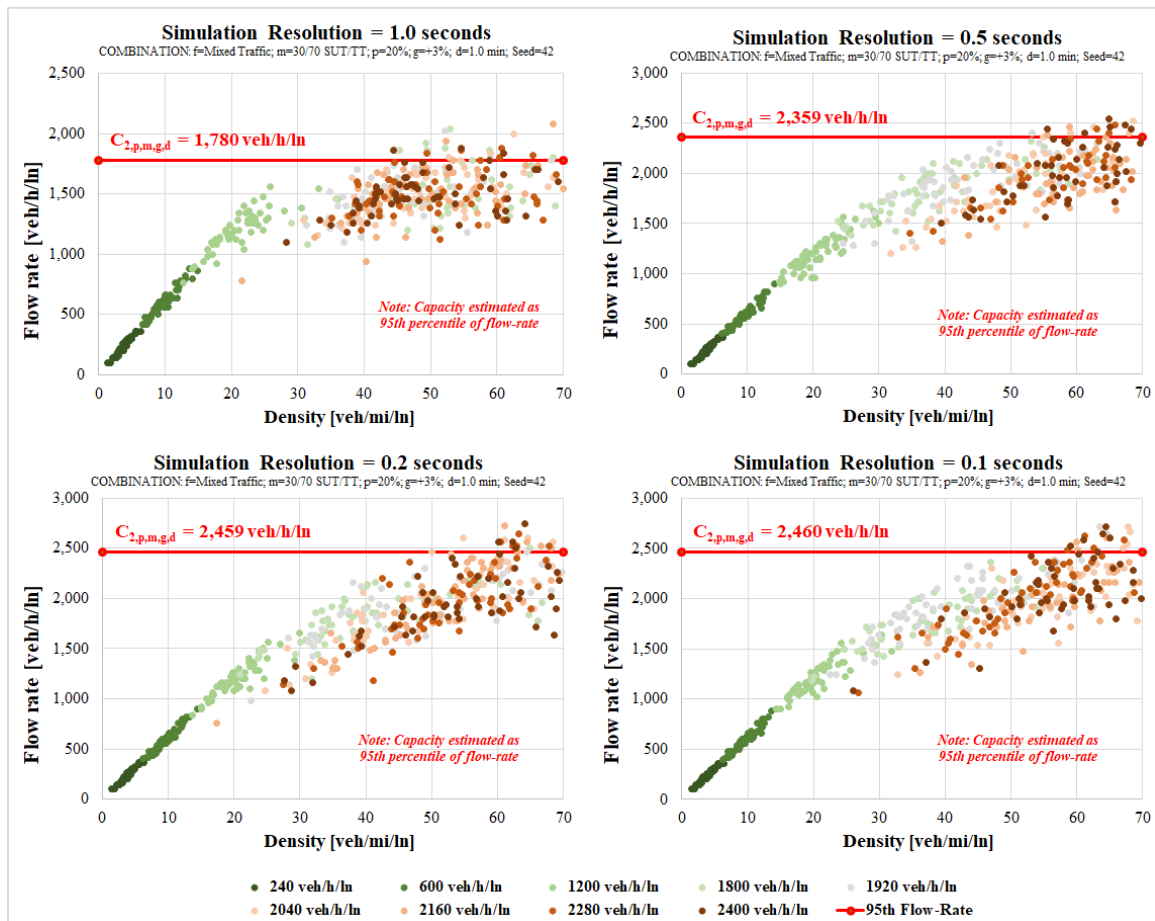 Simulation Resolution = 1.0 seconds
COMBINATION: f=Mixed Traffic; m=30/70 SUT/TT; p=20%; g=+3%; d=1.0 min; Seed=42
2,500
2,000
1,500
1,000
500
0
Flow rate [veh/h/ln]
C2,p,m,g,d = 1,780 veh/h/ln
Note: Capacity estimated as
95th percentile of flow-rate
0 10 20 30 40 50 60 70
Density [veh/mi/ln]
Simulation Resolution = 0.5 seconds
COMBINATION: f=Mixed Traffic; m=30/70 SUT/TT; p=20%; g=+3%; d=1.0 min; Seed=42
3,000
2,500
2,000
1,500
1,000
500
0
Flow rate [veh/h/ln]
C2,p,m,g,d = 2,359 veh/h/ln
Note: Capacity estimated as
95th percentile of flow-rate
0 10 20 30 40 50 60 70
Density [veh/mi/ln]
Simulation Resolution = 0.2 seconds
COMBINATION: f=Mixed Traffic; m=30/70 SUT/TT; p=20%; g=+3%; d=1.0 min; Seed=42
3,000
2,500
2,000
1,500
1,000
500
0
Flow rate [veh/h/ln]
C2,p,m,g,d = 2,459 veh/h/ln
Note: Capacity estimated as
95th percentile of flow-rate
0 10 20 30 40 50 60 70
Density [veh/mi/ln]
Simulation Resolution = 0.1 seconds
COMBINATION: f=Mixed Traffic; m=30/70 SUT/TT; p=20%; g=+3%; d=1.0 min; Seed=42
3,000
2,500
2,000
1,500
1,000
500
0
Flow rate [veh/h/ln]
C2,p,m,g,d = 2,460 veh/h/ln
Note: Capacity estimated as
95th percentile of flow-rate
0 10 20 30 40 50 60 70
Density [veh/mi/ln]
240 veh/h/ln 600 veh/h/ln 1200 veh/h/ln 1800 veh/h/ln 1920 veh/h/ln
2040 veh/h/ln 2160 veh/h/ln 2280 veh/h/ln 2400 veh/h/ln 95th Flow-Rate